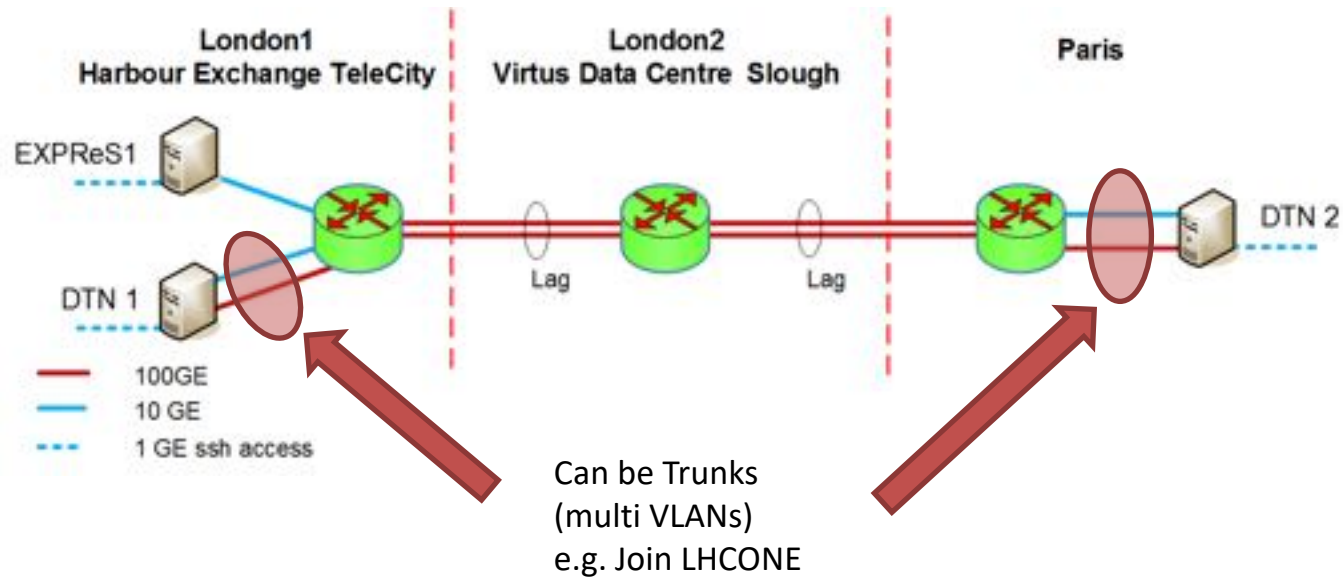 London1
Harbour Exchange TeleCity
London2
Virtus Data Centre Slough
Paris
EXPReS1
DTN 1
DTN 2
Lag
Lag
100GE
10 GE
1 GE ssh access
Can be Trunks
(multi VLANs)
e.g. Join LHCONE